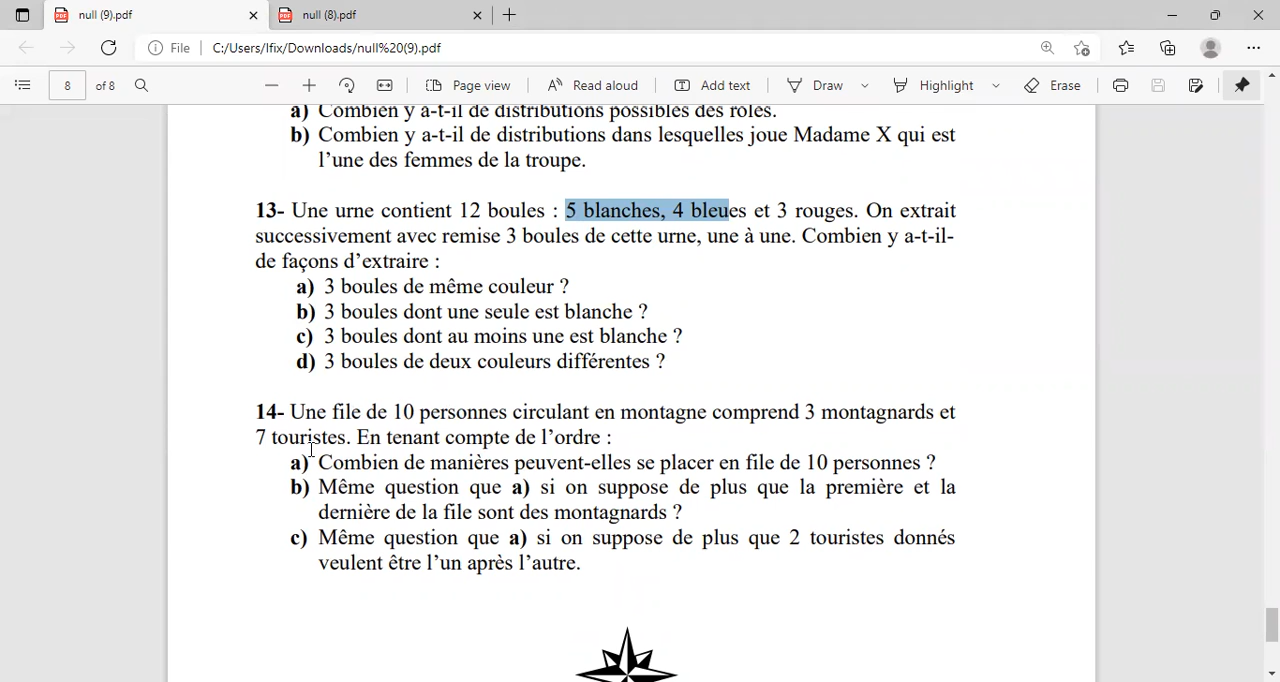 null (9).pdf
null (8).pdf
File
C:/Users/Ifix/Downloads/null%20(9).pdf
8
of 8
Page view
Read aloud
Add text
Draw
Highlight
Erase
a) Combien y a-t-il de distributions possibles des rôles.
b) Combien y a-t-il de distributions dans lesquelles joue Madame X qui est
l’une des femmes de la troupe.
13- Une urne contient 12 boules : 5 blanches, 4 bleues et 3 rouges. On extrait
successivement avec remise 3 boules de cette urne, une à une. Combien y a-t-il-
de façons d’extraire :
a) 3 boules de même couleur ?
b) 3 boules dont une seule est blanche ?
c) 3 boules dont au moins une est blanche ?
d) 3 boules de deux couleurs différentes ?
14- Une file de 10 personnes circulant en montagne comprend 3 montagnards et
7 touristes. En tenant compte de l’ordre :
a) Combien de manières peuvent-elles se placer en file de 10 personnes ?
b) Même question que a) si on suppose de plus que la première et la
dernière de la file sont des montagnards ?
c) Même question que a) si on suppose de plus que 2 touristes donnés
veulent être l’un après l’autre.